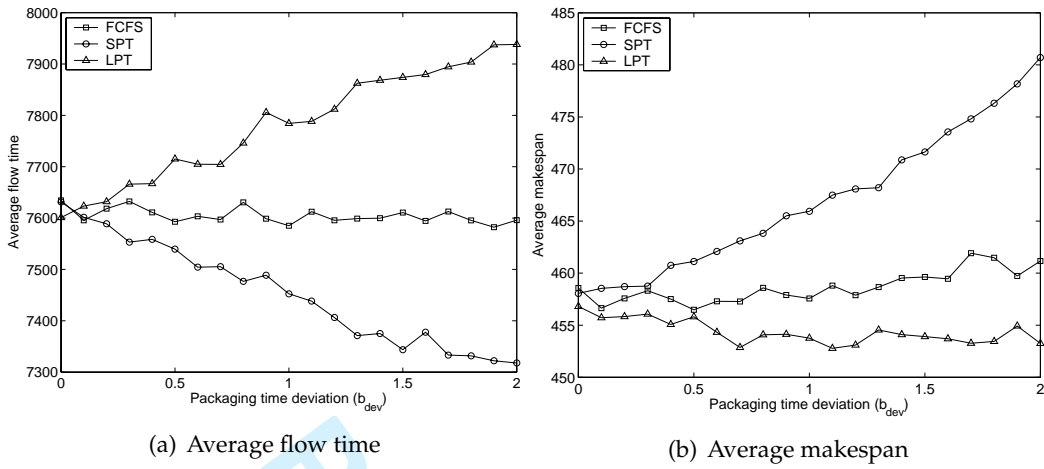 8000
7900
7800
7700
7600
7500
7400
7300
Average flow time
FCFS
SPT
LPT
0 0.5 1 1.5 2
Packaging time deviation (b_dev)
(a) Average flow time
485
480
475
470
465
460
455
450
Average makespan
FCFS
SPT
LPT
0 0.5 1 1.5 2
Packaging time deviation (b_dev)
(b) Average makespan